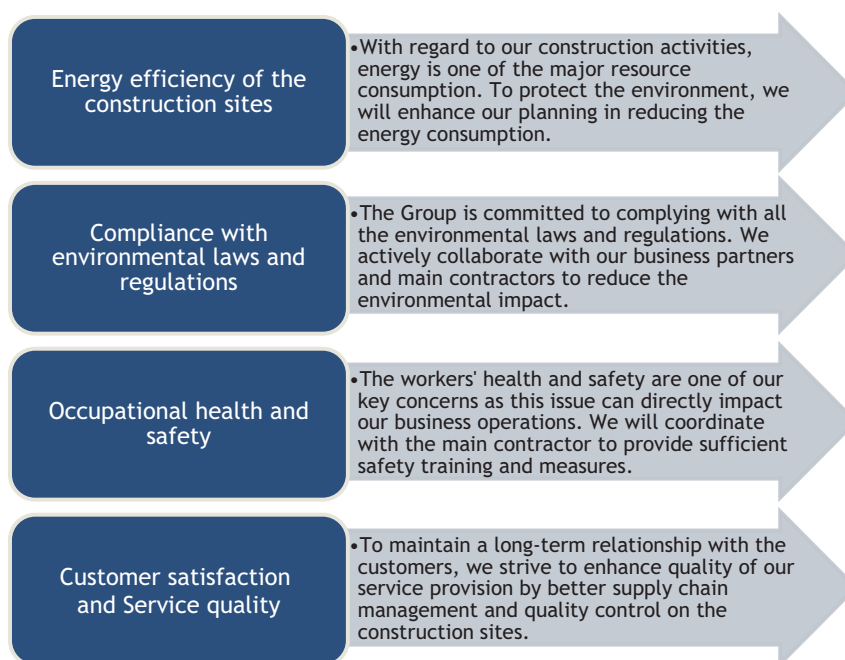 Energy efficiency of the
construction sites
•With regard to our construction activities,
energy is one of the major resource
consumption. To protect the environment, we
will enhance our planning in reducing the
energy consumption.
Compliance with
environmental laws and
regulations
•The Group is committed to complying with all
the environmental laws and regulations. We
actively collaborate with our business partners
and main contractors to reduce the
environmental impact.
Occupational health and
safety
•The workers' health and safety are one of our
key concerns as this issue can directly impact
our business operations. We will coordinate
with the main contractor to provide sufficient
safety training and measures.
Customer satisfaction
and Service quality
•To maintain a long-term relationship with the
customers, we strive to enhance quality of our
service provision by better supply chain
management and quality control on the
construction sites.